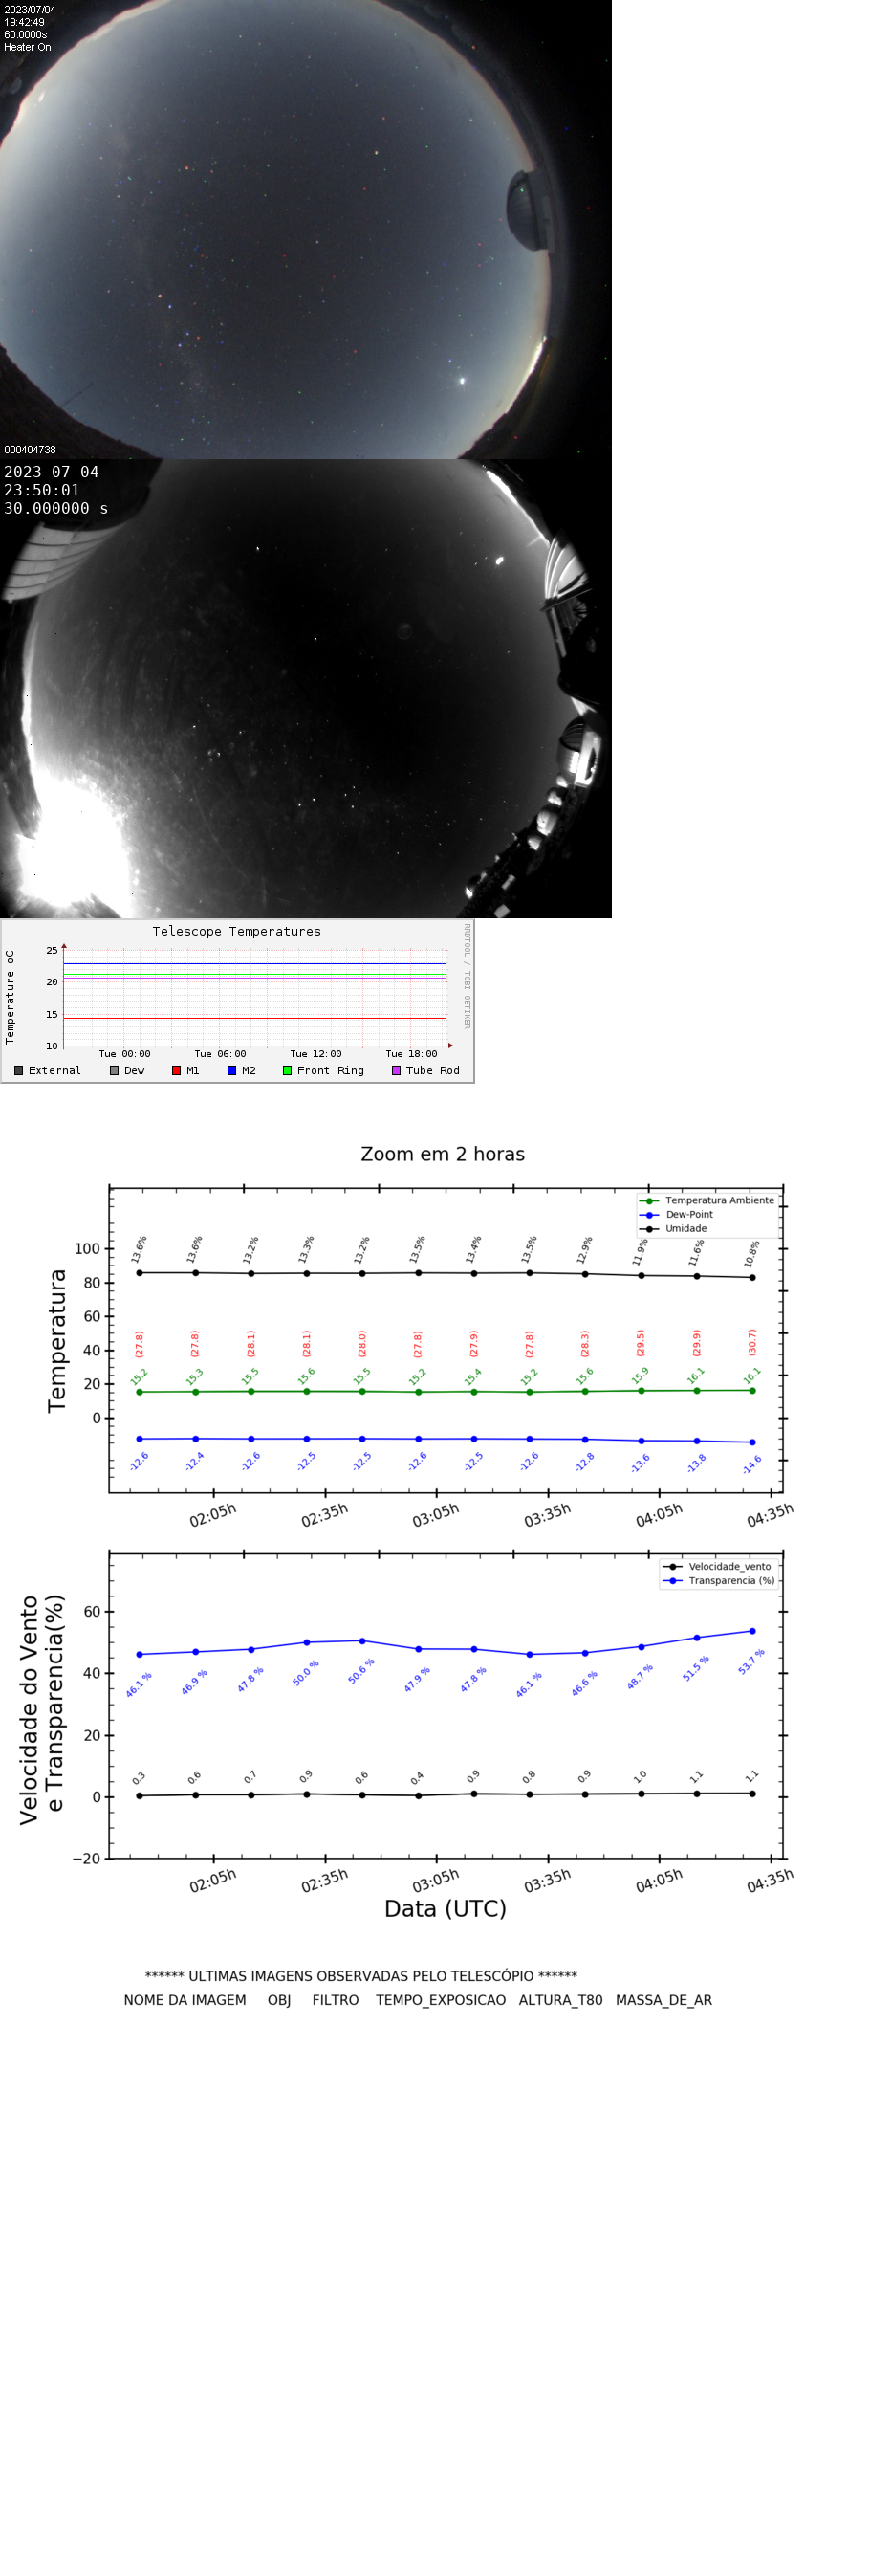 2023/07/04
19:42:49
60.0000s
Heater On
000404738
2023-07-04
23:50:01
30.000000 s
Telescope Temperatures
RRDTOOL / TOBI OETIKER
Temperature oC
25
20
15
10
Tue 00:00 Tue 06:00 Tue 12:00 Tue 18:00
External Dew M1 M2 Front Ring Tube Rod
Zoom em 2 horas
Temperatura Ambiente
Dew-Point
Umidade
Temperatura
100
80
60
40
20
0
13.6% 13.6% 13.2% 13.3% 13.2% 13.5% 13.4% 13.5% 12.9% 11.9% 11.6% 10.8%
(27.8) (27.8) (28.1) (28.1) (28.0) (27.8) (27.9) (27.8) (28.3) (29.5) (29.9) (30.7)
15.2 15.3 15.5 15.6 15.5 15.2 15.4 15.2 15.6 15.9 16.1 16.1
-12.6 -12.4 -12.6 -12.5 -12.5 -12.6 -12.5 -12.6 -12.8 -13.6 -13.8 -14.6
02:05h 02:35h 03:05h 03:35h 04:05h 04:35h
Velocidade_vento
Transparencia (%)
Velocidade do Vento
e Transparencia(%)
60
40
20
0
−20
46.1 % 46.9 % 47.8 % 50.0 % 50.6 % 47.9 % 47.8 % 46.1 % 46.6 % 48.7 % 51.5 % 53.7 %
0.3 0.6 0.7 0.9 0.6 0.4 0.9 0.8 0.9 1.0 1.1 1.1
02:05h 02:35h 03:05h 03:35h 04:05h 04:35h
Data (UTC)
****** ULTIMAS IMAGENS OBSERVADAS PELO TELESCÓPIO ******
NOME DA IMAGEM OBJ FILTRO TEMPO_EXPOSICAO ALTURA_T80 MASSA_DE_AR